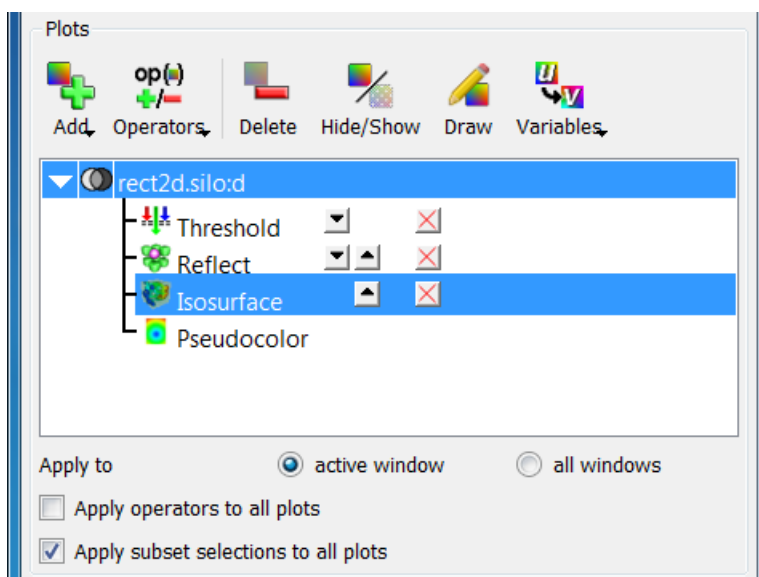 Plots
op( )
+/-
Add Operators Delete Hide/Show Draw Variables
rect2d.silo:d
Threshold
Reflect
Isosurface
Pseudocolor
Apply to active window all windows
Apply operators to all plots
Apply subset selections to all plots